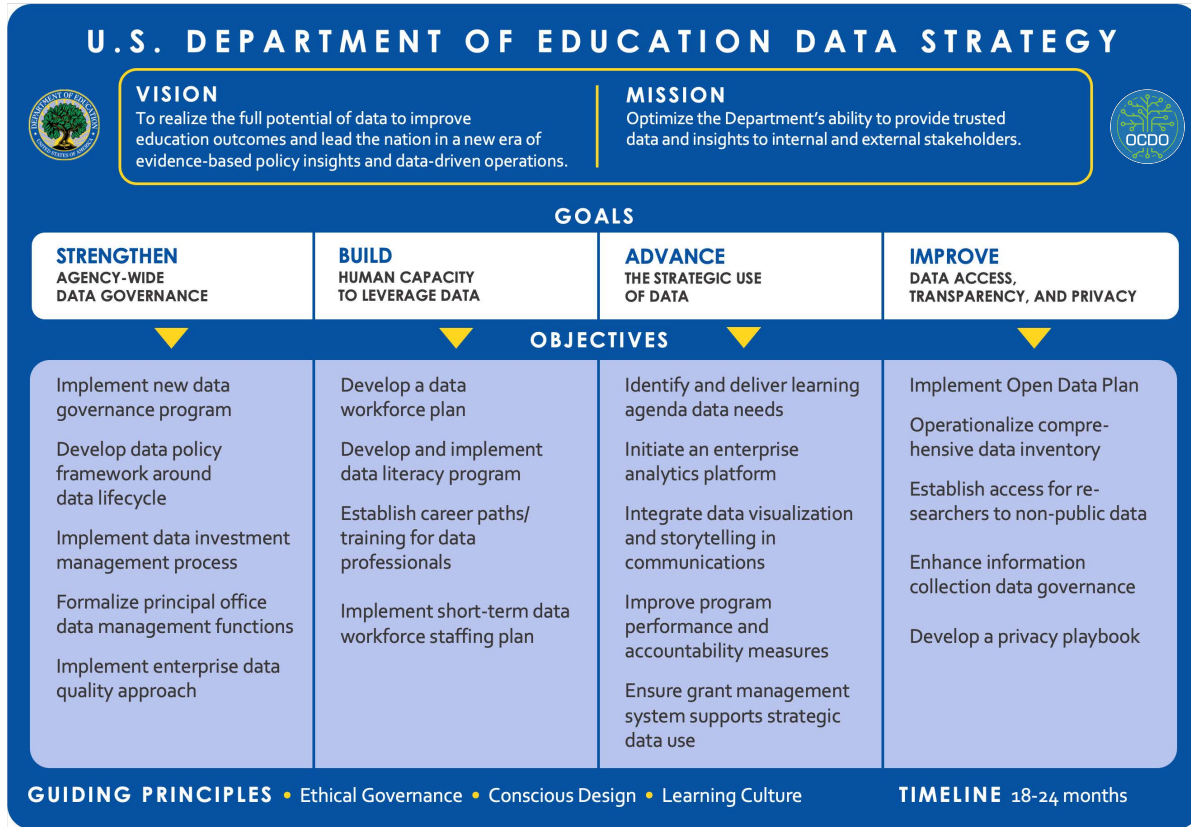 U.S. DEPARTMENT OF EDUCATION DATA STRATEGY
DEPARTMENT OF EDUCATION
UNITED STATES OF AMERICA
VISION
To realize the full potential of data to improve
education outcomes and lead the nation in a new era of
evidence-based policy insights and data-driven operations.
MISSION
Optimize the Department's ability to provide trusted
data and insights to internal and external stakeholders.
OCDO
GOALS
STRENGTHEN
AGENCY-WIDE
DATA GOVERNANCE
BUILD
HUMAN CAPACITY
TO LEVERAGE DATA
ADVANCE
THE STRATEGIC USE
OF DATA
IMPROVE
DATA ACCESS,
TRANSPARENCY, AND PRIVACY
OBJECTIVES
Implement new data
governance program
Develop data policy
framework around
data lifecycle
Implement data investment
management process
Formalize principal office
data management functions
Implement enterprise data
quality approach
Develop a data
workforce plan
Develop and implement
data literacy program
Establish career paths/
training for data
professionals
Implement short-term data
workforce staffing plan
Identify and deliver learning
agenda data needs
Initiate an enterprise
analytics platform
Integrate data visualization
and storytelling in
communications
Improve program
performance and
accountability measures
Ensure grant management
system supports strategic
data use
Implement Open Data Plan
Operationalize compre-
hensive data inventory
Establish access for re-
searchers to non-public data
Enhance information
collection data governance
Develop a privacy playbook
GUIDING PRINCIPLES • Ethical Governance • Conscious Design • Learning Culture
TIMELINE 18-24 months